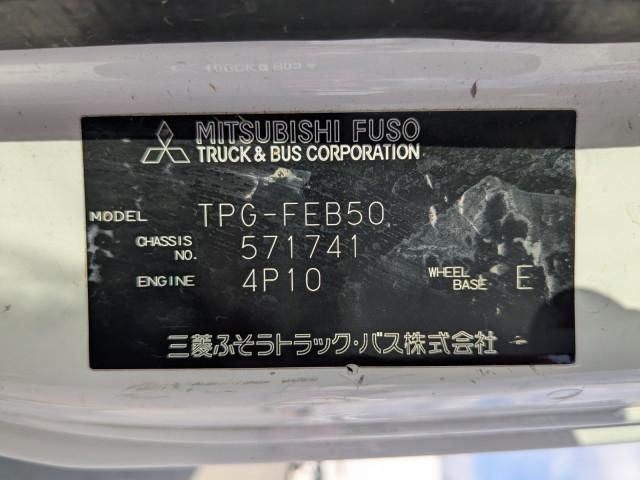 MITSUBISHI FUSO
TRUCK & BUS CORPORATION
MODEL TPG-FEB50
CHASSIS NO. 571741
ENGINE 4P10 WHEEL BASE E
三菱ふそうトラック・バス株式会社